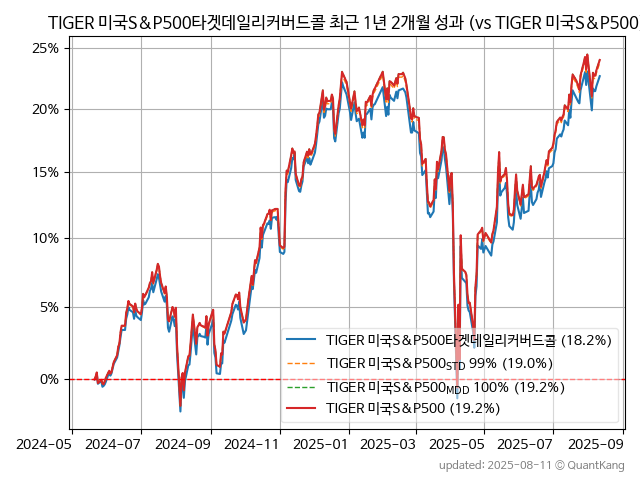 TIGER 미국S&P500타겟데일리커버드콜 최근 1년 2개월 성과 (vs TIGER 미국S&P500
25%
20%
15%
10%
5%
0%
TIGER 미국S&P500타겟데일리커버드콜 (18.2%)
TIGER 미국S&P500STD 99% (19.0%)
TIGER 미국S&P500MDD 100% (19.2%)
TIGER 미국S&P500 (19.2%)
2024-05 2024-07 2024-09 2024-11 2025-01 2025-03 2025-05 2025-07 2025-09
updated: 2025-08-11 © QuantKang